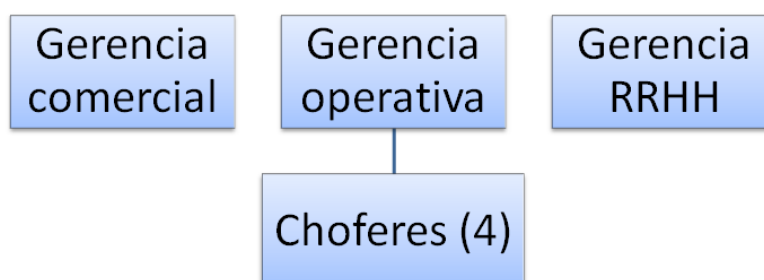 Gerencia
comercial
Gerencia
operativa
Gerencia
RRHH
Choferes (4)